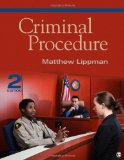 Criminal
Procedure
Matthew Lippman
2
EDITION